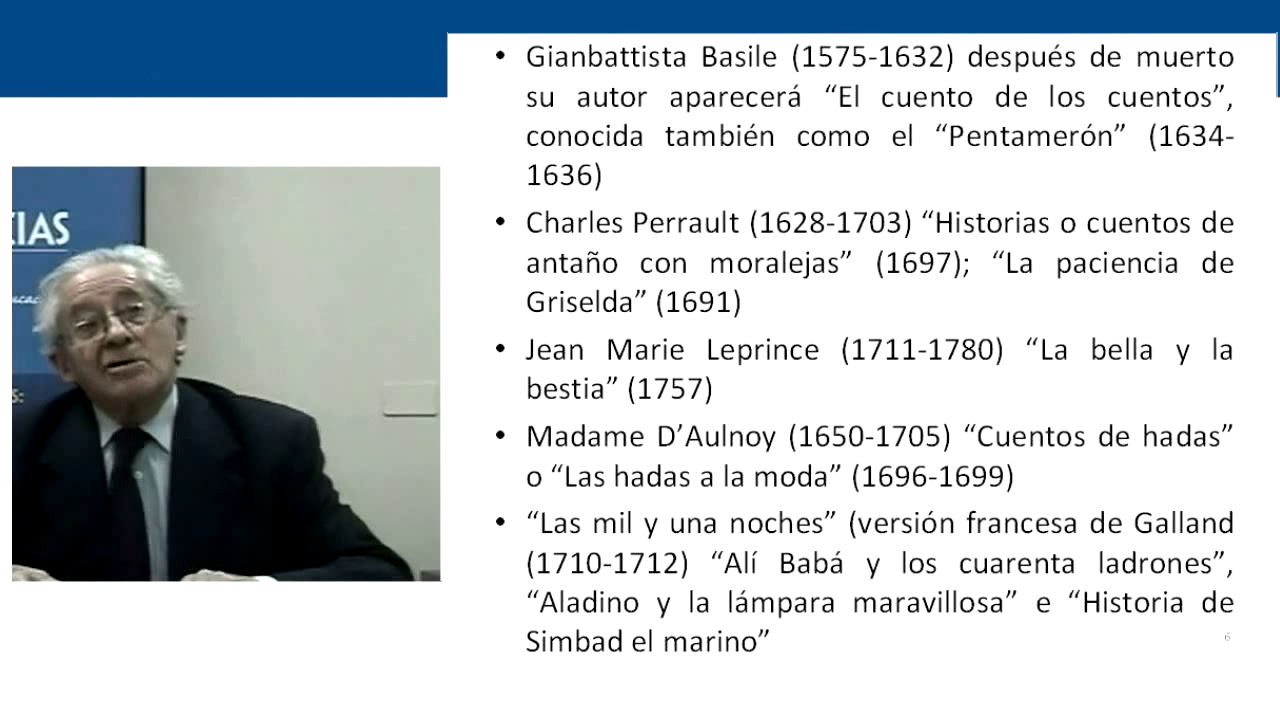 • Gianbattista Basile (1575-1632) después de muerto
su autor aparecerá “El cuento de los cuentos”,
conocida también como el “Pentamerón” (1634-
1636)
• Charles Perrault (1628-1703) “Historias o cuentos de
antaño con moralejas” (1697); “La paciencia de
Griselda” (1691)
• Jean Marie Leprince (1711-1780) “La bella y la
bestia” (1757)
• Madame D’Aulnoy (1650-1705) “Cuentos de hadas”
o “Las hadas a la moda” (1696-1699)
• “Las mil y una noches” (versión francesa de Galland
(1710-1712) “Alí Babá y los cuarenta ladrones”,
“Aladino y la lámpara maravillosa” e “Historia de
Simbad el marino”
6